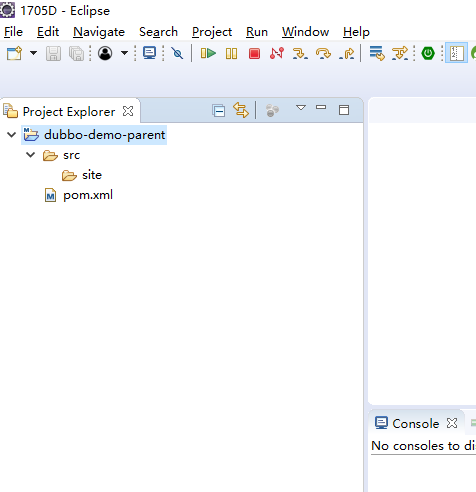 1705D - Eclipse
File Edit Navigate Search Project Run Window Help
Project Explorer
dubbo-demo-parent
src
site
pom.xml
Console
No consoles to di